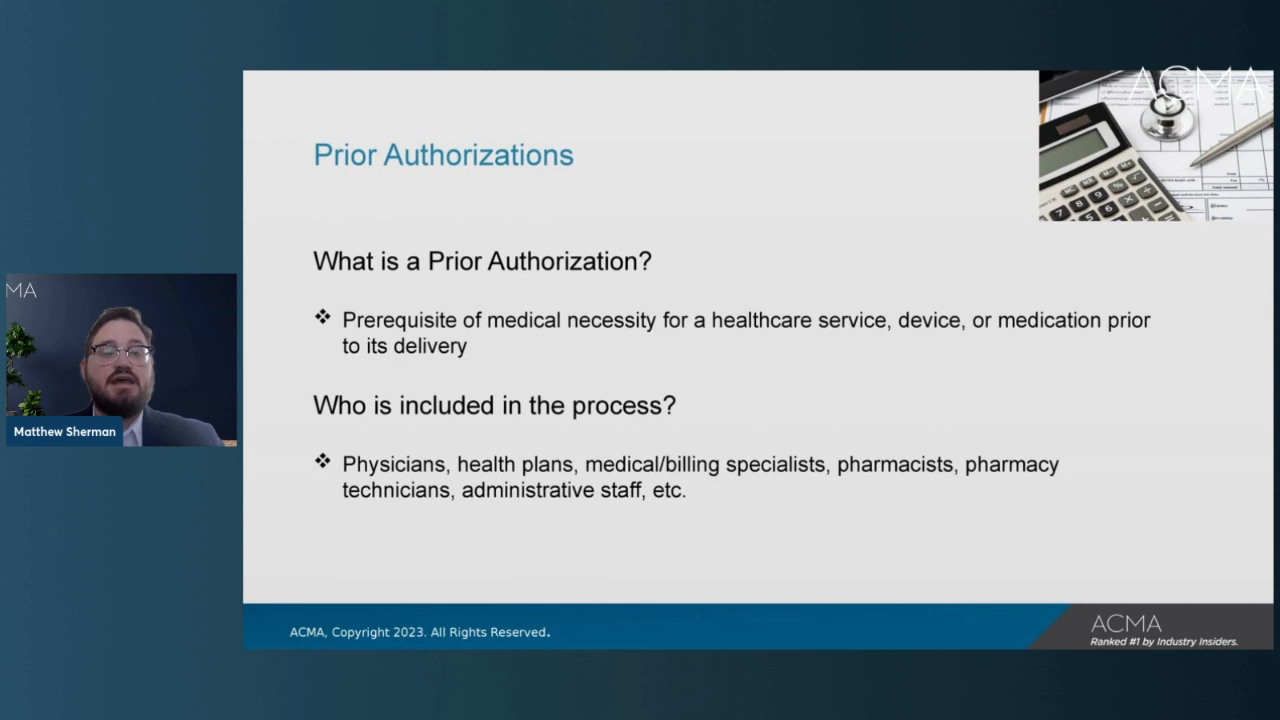 ACMA
Prior Authorizations
What is a Prior Authorization?
❖ Prerequisite of medical necessity for a healthcare service, device, or medication prior
to its delivery
Who is included in the process?
❖ Physicians, health plans, medical/billing specialists, pharmacists, pharmacy
technicians, administrative staff, etc.
MA
Matthew Sherman
ACMA, Copyright 2023. All Rights Reserved.
ACMA
Ranked #1 by Industry Insiders.